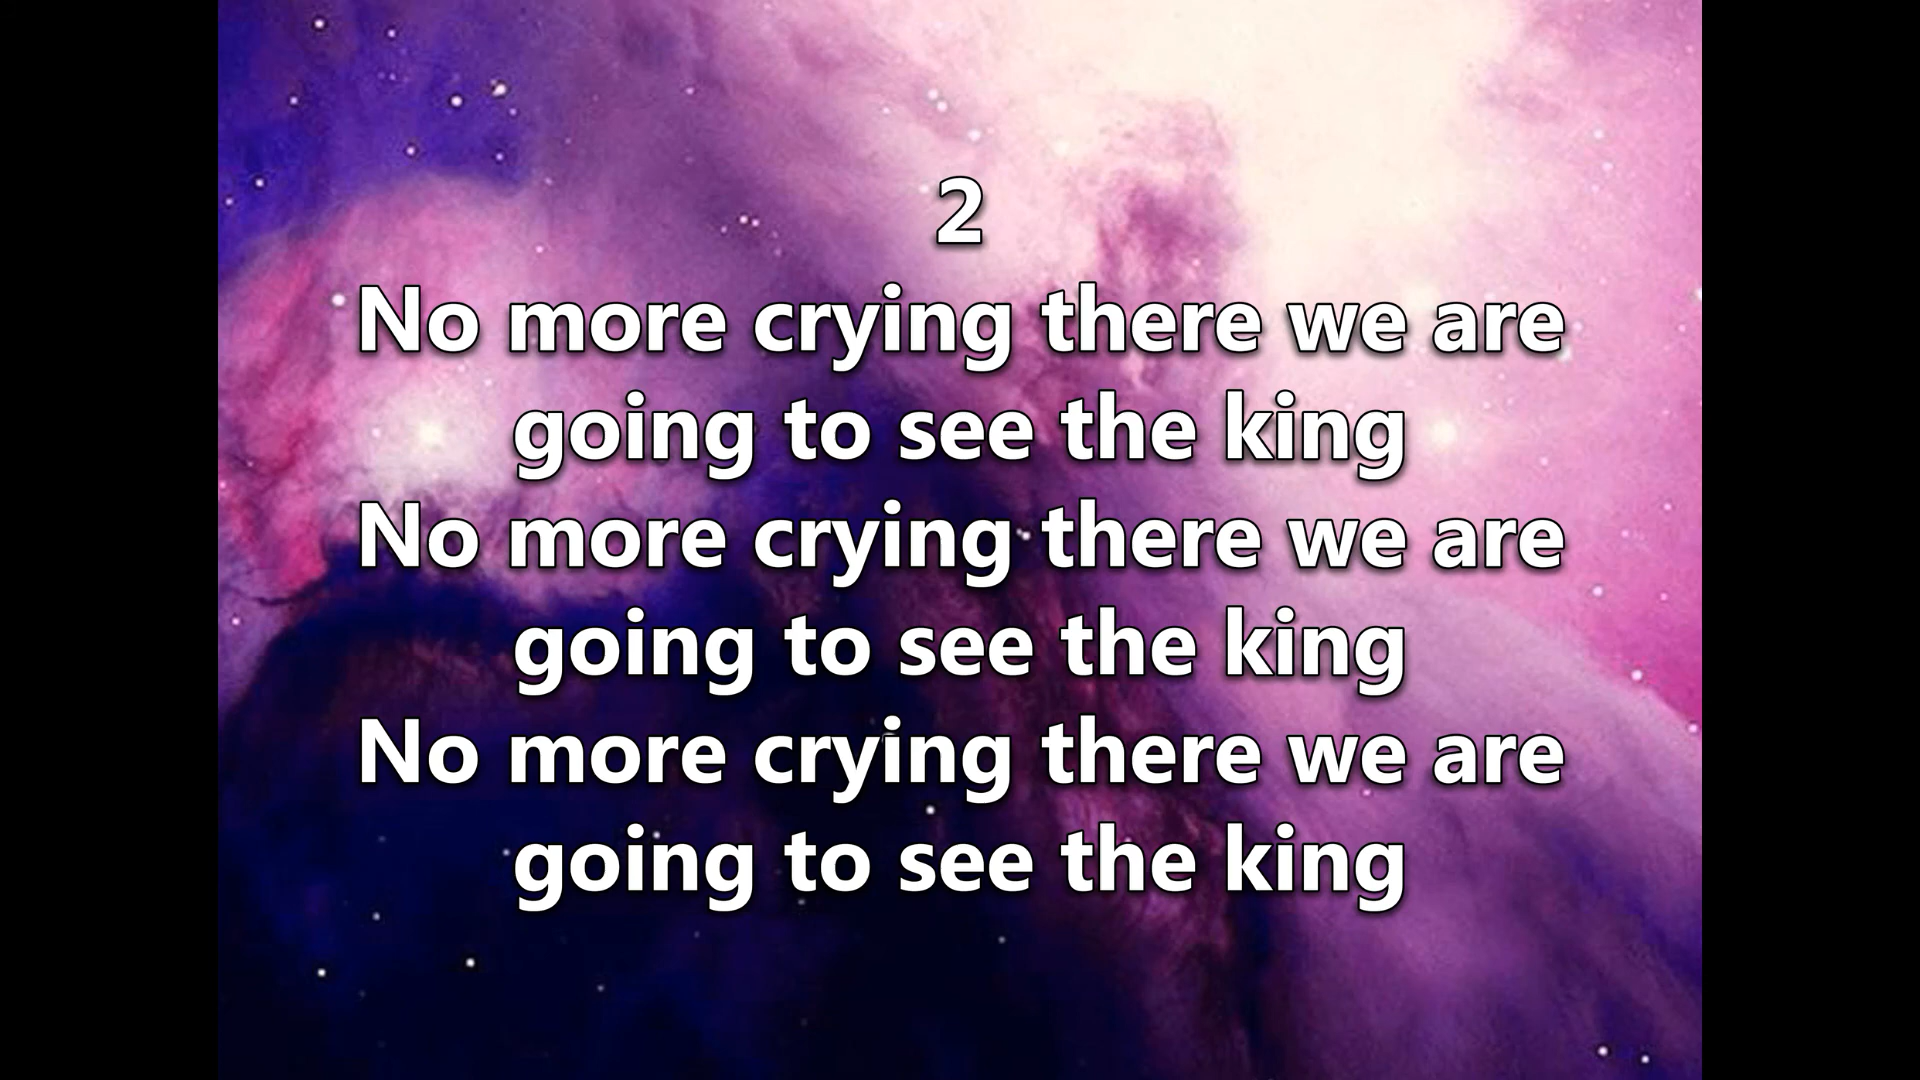 2
No more crying there we are
going to see the king
No more crying there we are
going to see the king
No more crying there we are
going to see the king